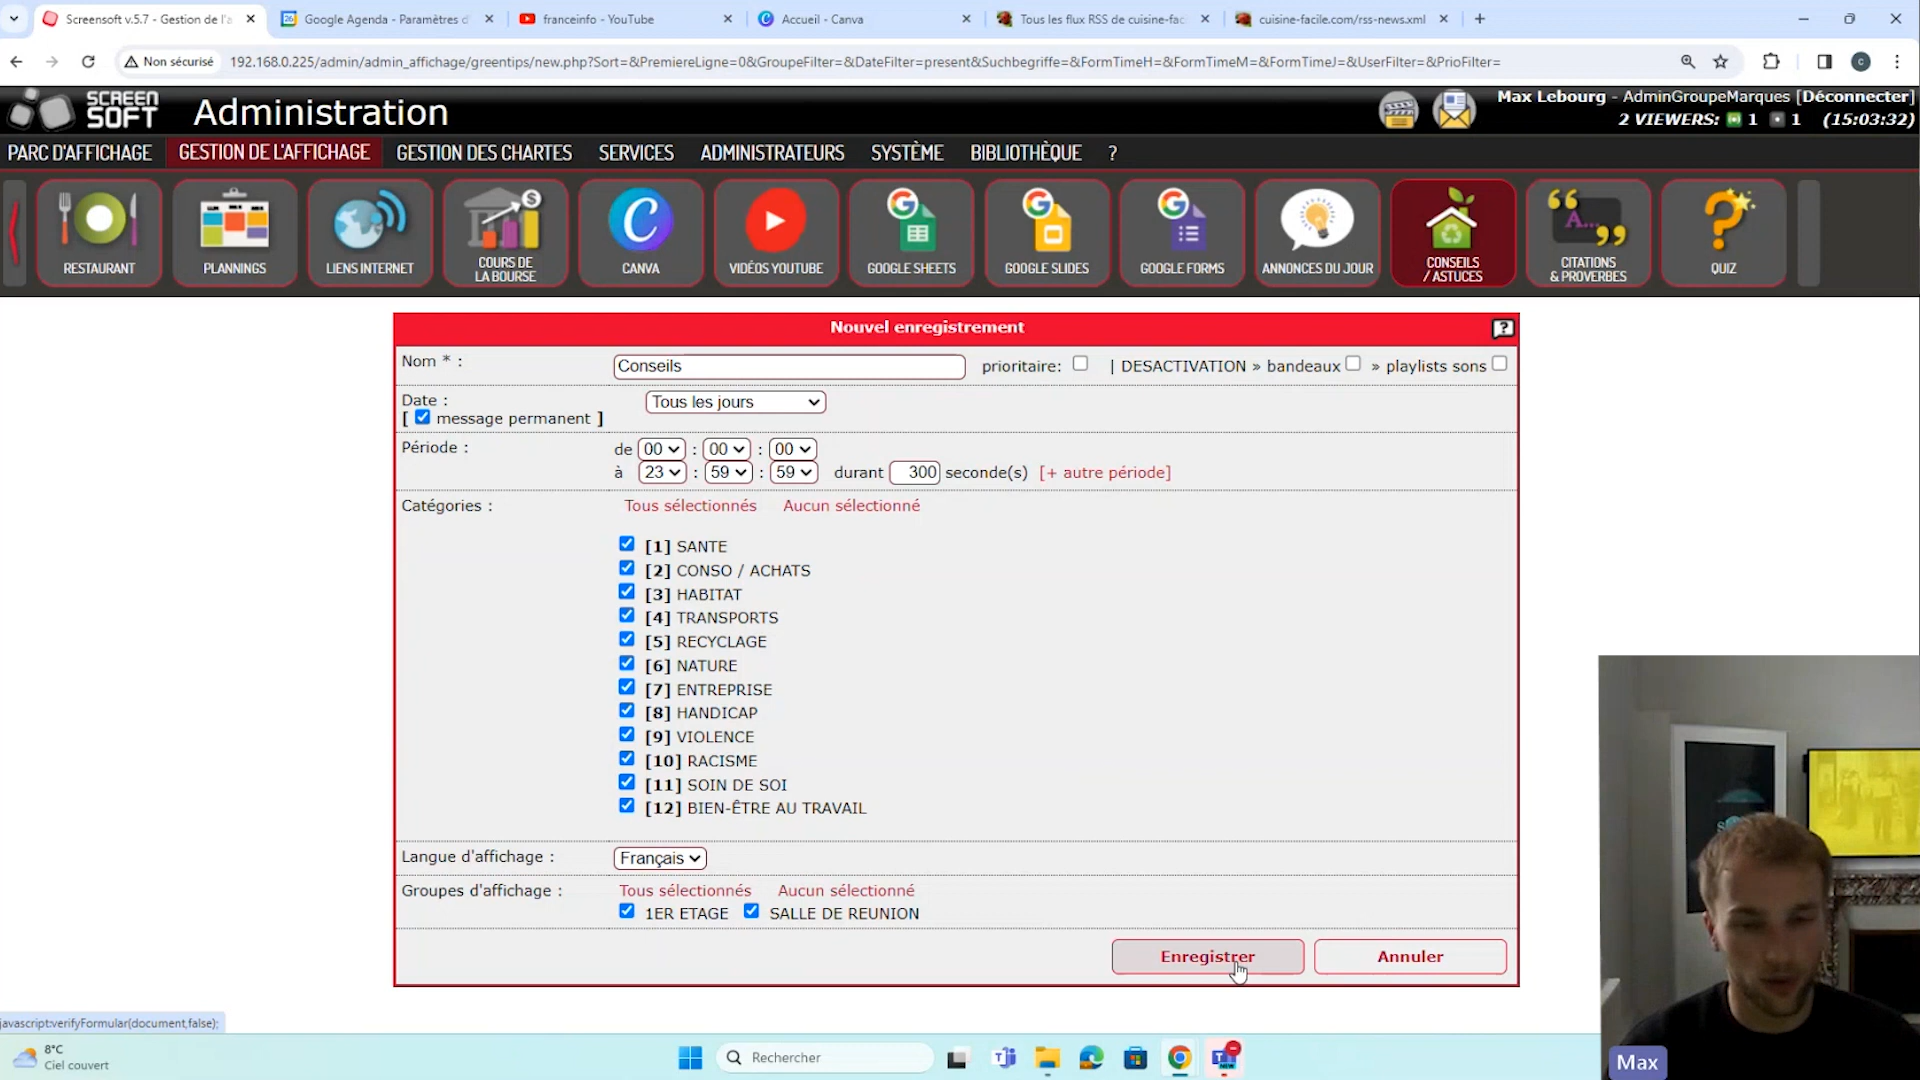 Screensoft v.5.7 - Gestion de l'a
Google Agenda - Paramètres d'
franceinfo - YouTube
Accueil - Canva
Tous les flux RSS de cuisine-fac
cuisine-facile.com/rss-news.xml
Non sécurisé
192.168.0.225/admin/admin_affichage/greentips/new.php?Sort=&PremiereLigne=0&GroupeFilter=&DateFilter=present&Suchbegriffe=&FormTimeH=&FormTimeM=&FormTimeJ=&UserFilter=&PrioFilter=
SCREEN SOFT
Administration
Max Lebourg - AdminGroupeMarques [Déconnecter]
2 VIEWERS: 1 1 (15:03:32)
PARC D'AFFICHAGE GESTION DE L'AFFICHAGE GESTION DES CHARTES SERVICES ADMINISTRATEURS SYSTÈME BIBLIOTHÈQUE ?
RESTAURANT
PLANNINGS
LIENS INTERNET
COURS DE LA BOURSE
CANVA
VIDÉOS YOUTUBE
GOOGLE SHEETS
GOOGLE SLIDES
GOOGLE FORMS
ANNONCES DU JOUR
CONSEILS / ASTUCES
CITATIONS & PROVERBES
QUIZ
Nouvel enregistrement
Nom * : Conseils prioritaire: | DESACTIVATION » bandeaux » playlists sons
Date : Tous les jours
[ message permanent ]
Période : de 00 : 00 : 00
à 23 : 59 : 59 durant 300 seconde(s) [+ autre période]
Catégories : Tous sélectionnés Aucun sélectionné
[1] SANTE
[2] CONSO / ACHATS
[3] HABITAT
[4] TRANSPORTS
[5] RECYCLAGE
[6] NATURE
[7] ENTREPRISE
[8] HANDICAP
[9] VIOLENCE
[10] RACISME
[11] SOIN DE SOI
[12] BIEN-ÊTRE AU TRAVAIL
Langue d'affichage : Français
Groupes d'affichage : Tous sélectionnés Aucun sélectionné
1ER ETAGE SALLE DE REUNION
Enregistrer Annuler
javascript:verifyFormular(document,false);
8°C
Ciel couvert
Rechercher
Max